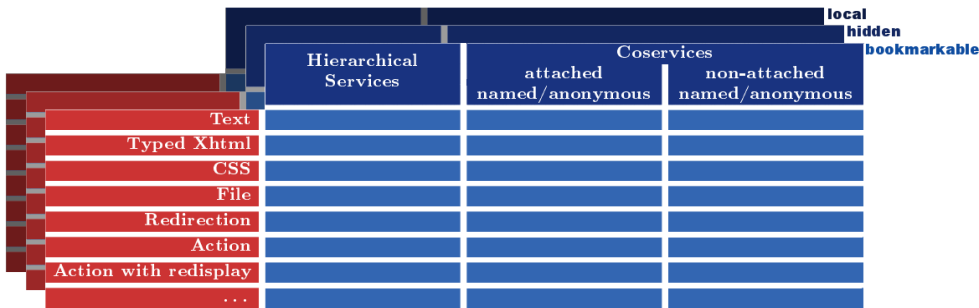 local
hidden
bookmarkable
Hierarchical
Services
Coservices
attached
named/anonymous
non-attached
named/anonymous
Text
Typed Xhtml
CSS
File
Redirection
Action
Action with redisplay
...